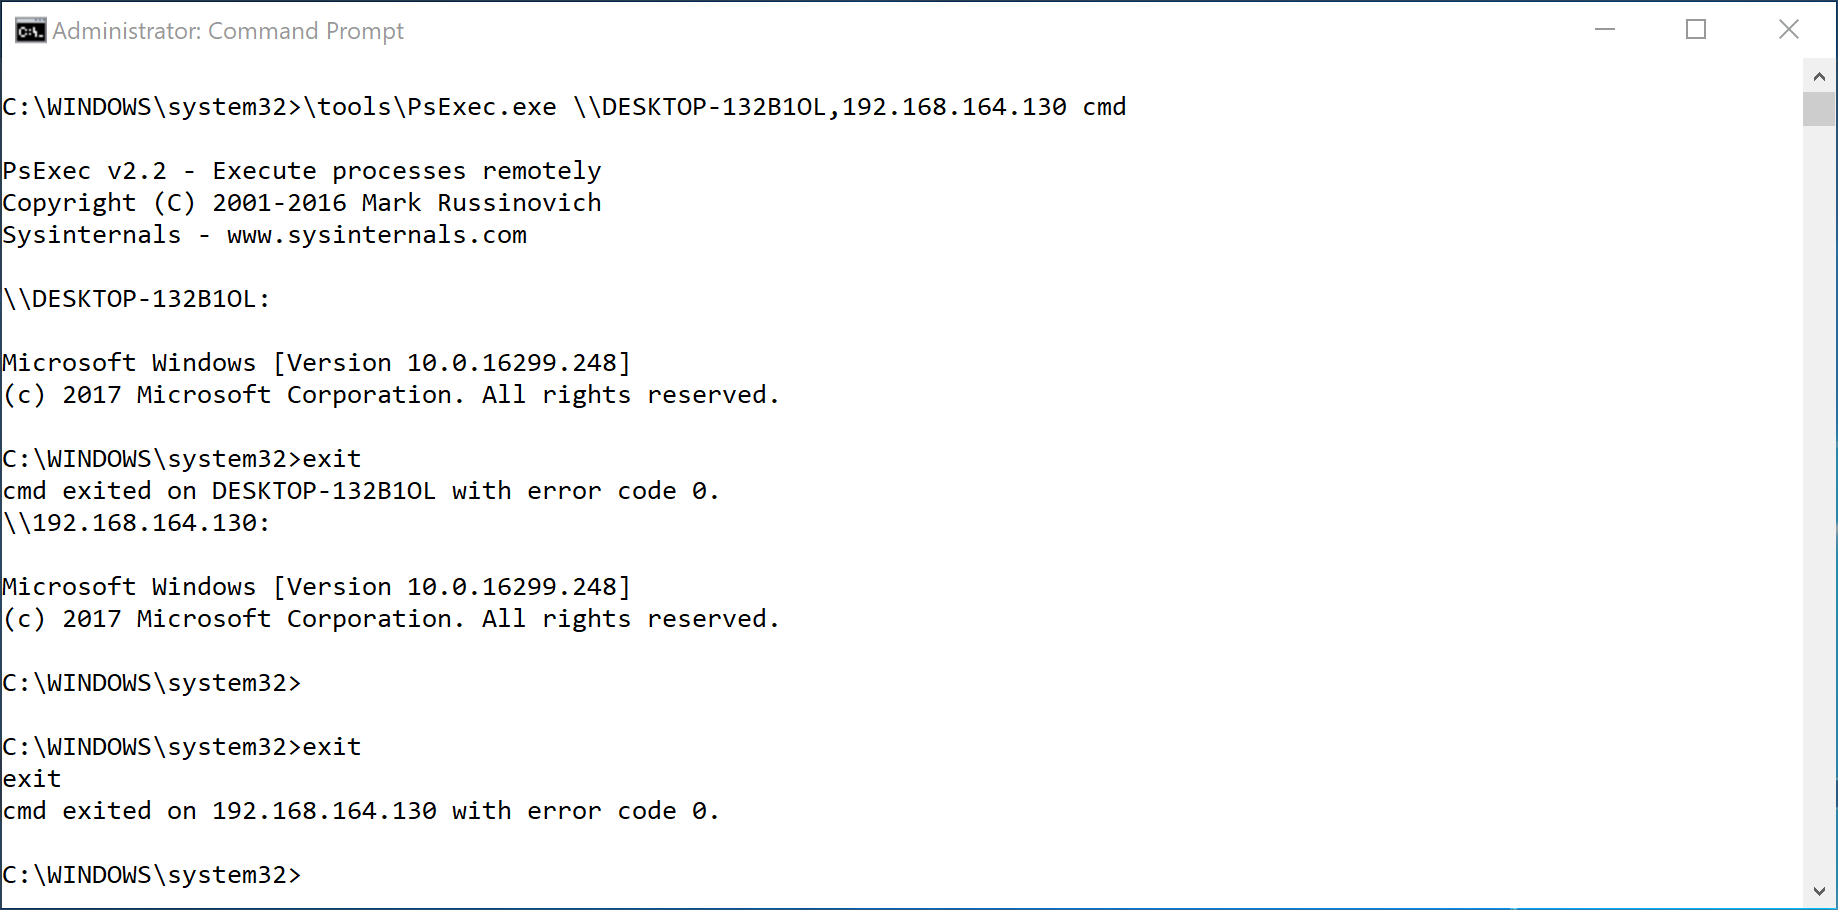 Administrator: Command Prompt
C:\WINDOWS\system32>\tools\PsExec.exe \\DESKTOP-132B1OL,192.168.164.130 cmd
PsExec v2.2 - Execute processes remotely
Copyright (C) 2001-2016 Mark Russinovich
Sysinternals - www.sysinternals.com
\\DESKTOP-132B1OL:
Microsoft Windows [Version 10.0.16299.248]
(c) 2017 Microsoft Corporation. All rights reserved.
C:\WINDOWS\system32>exit
cmd exited on DESKTOP-132B1OL with error code 0.
\\192.168.164.130:
Microsoft Windows [Version 10.0.16299.248]
(c) 2017 Microsoft Corporation. All rights reserved.
C:\WINDOWS\system32>
C:\WINDOWS\system32>exit
exit
cmd exited on 192.168.164.130 with error code 0.
C:\WINDOWS\system32>